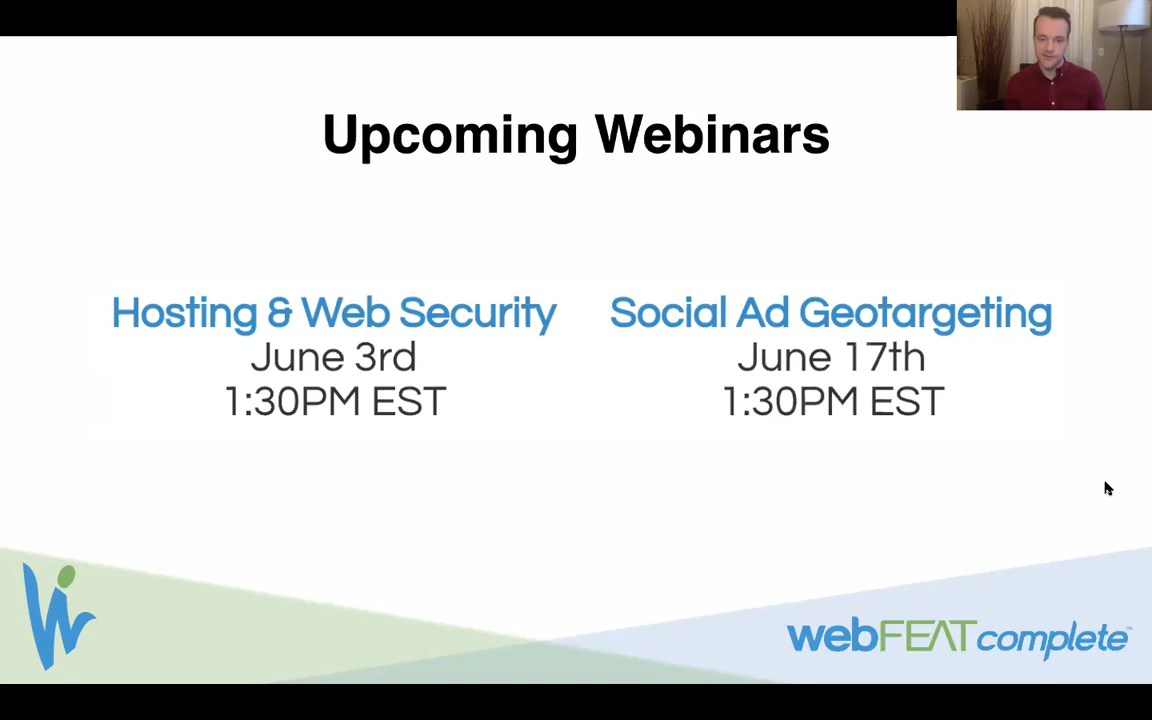 Upcoming Webinars
Hosting & Web Security
June 3rd
1:30PM EST
Social Ad Geotargeting
June 17th
1:30PM EST
webFEAT complete™